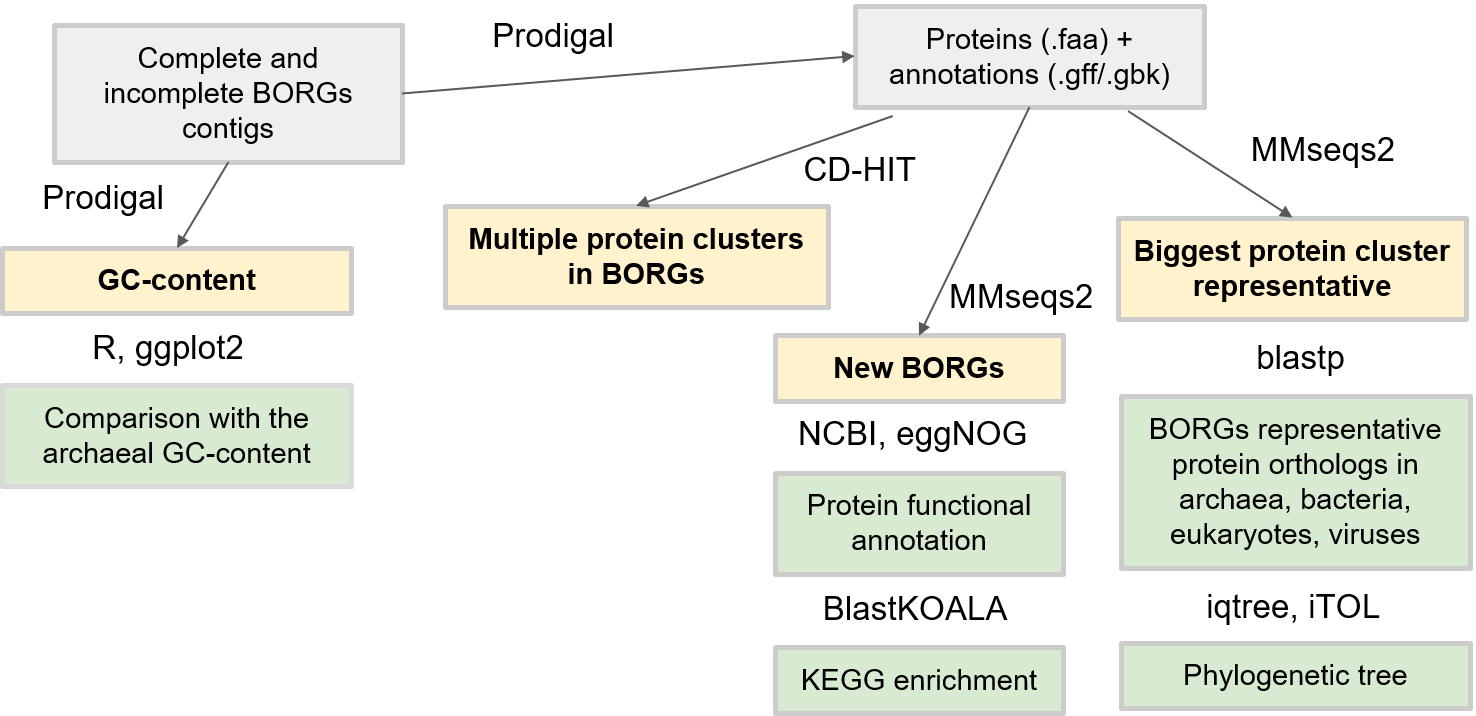 Complete and
incomplete BORGs
contigs
Prodigal
Proteins (.faa) +
annotations (.gff/.gbk)
Prodigal
GC-content
R, ggplot2
Comparison with the
archaeal GC-content
CD-HIT
Multiple protein clusters
in BORGs
MMseqs2
New BORGs
NCBI, eggNOG
Protein functional
annotation
BlastKOALA
KEGG enrichment
MMseqs2
Biggest protein cluster
representative
blastp
BORGs representative
protein orthologs in
archaea, bacteria,
eukaryotes, viruses
iqtree, iTOL
Phylogenetic tree